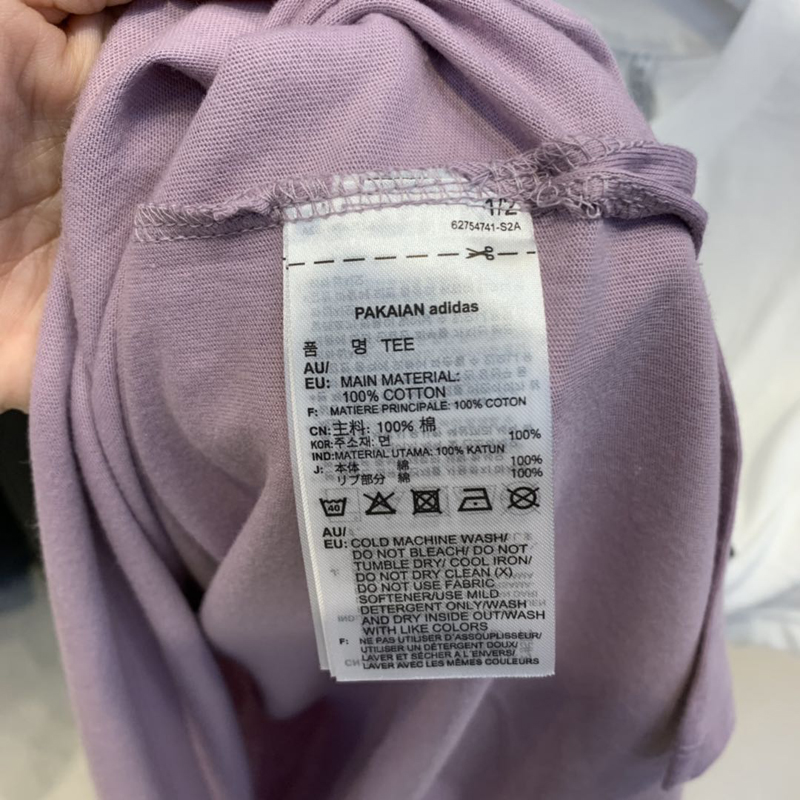 1/2
62754741-S2A
PAKAIAN adidas
품 명 TEE
AU/
EU: MAIN MATERIAL:
100% COTTON
F: MATIERE PRINCIPALE: 100% COTON
CN: 主料: 100% 棉
KOR: 주소재: 면 100%
IND: MATERIAL UTAMA: 100% KATUN
J: 本体 綿 100%
リブ部分 綿 100%
40
AU/
EU: COLD MACHINE WASH/
DO NOT BLEACH/ DO NOT
TUMBLE DRY/ COOL IRON/
DO NOT DRY CLEAN (X)
DO NOT USE FABRIC
SOFTENER/USE MILD
DETERGENT ONLY/WASH
AND DRY INSIDE OUT/WASH
WITH LIKE COLORS
F: NE PAS UTILISER D'ASSOUPLISSEUR/
UTILISER UN DÉTERGENT DOUX/
LAVER ET SÉCHER A L'ENVERS/
LAVER AVEC LES MÊMES COULEURS